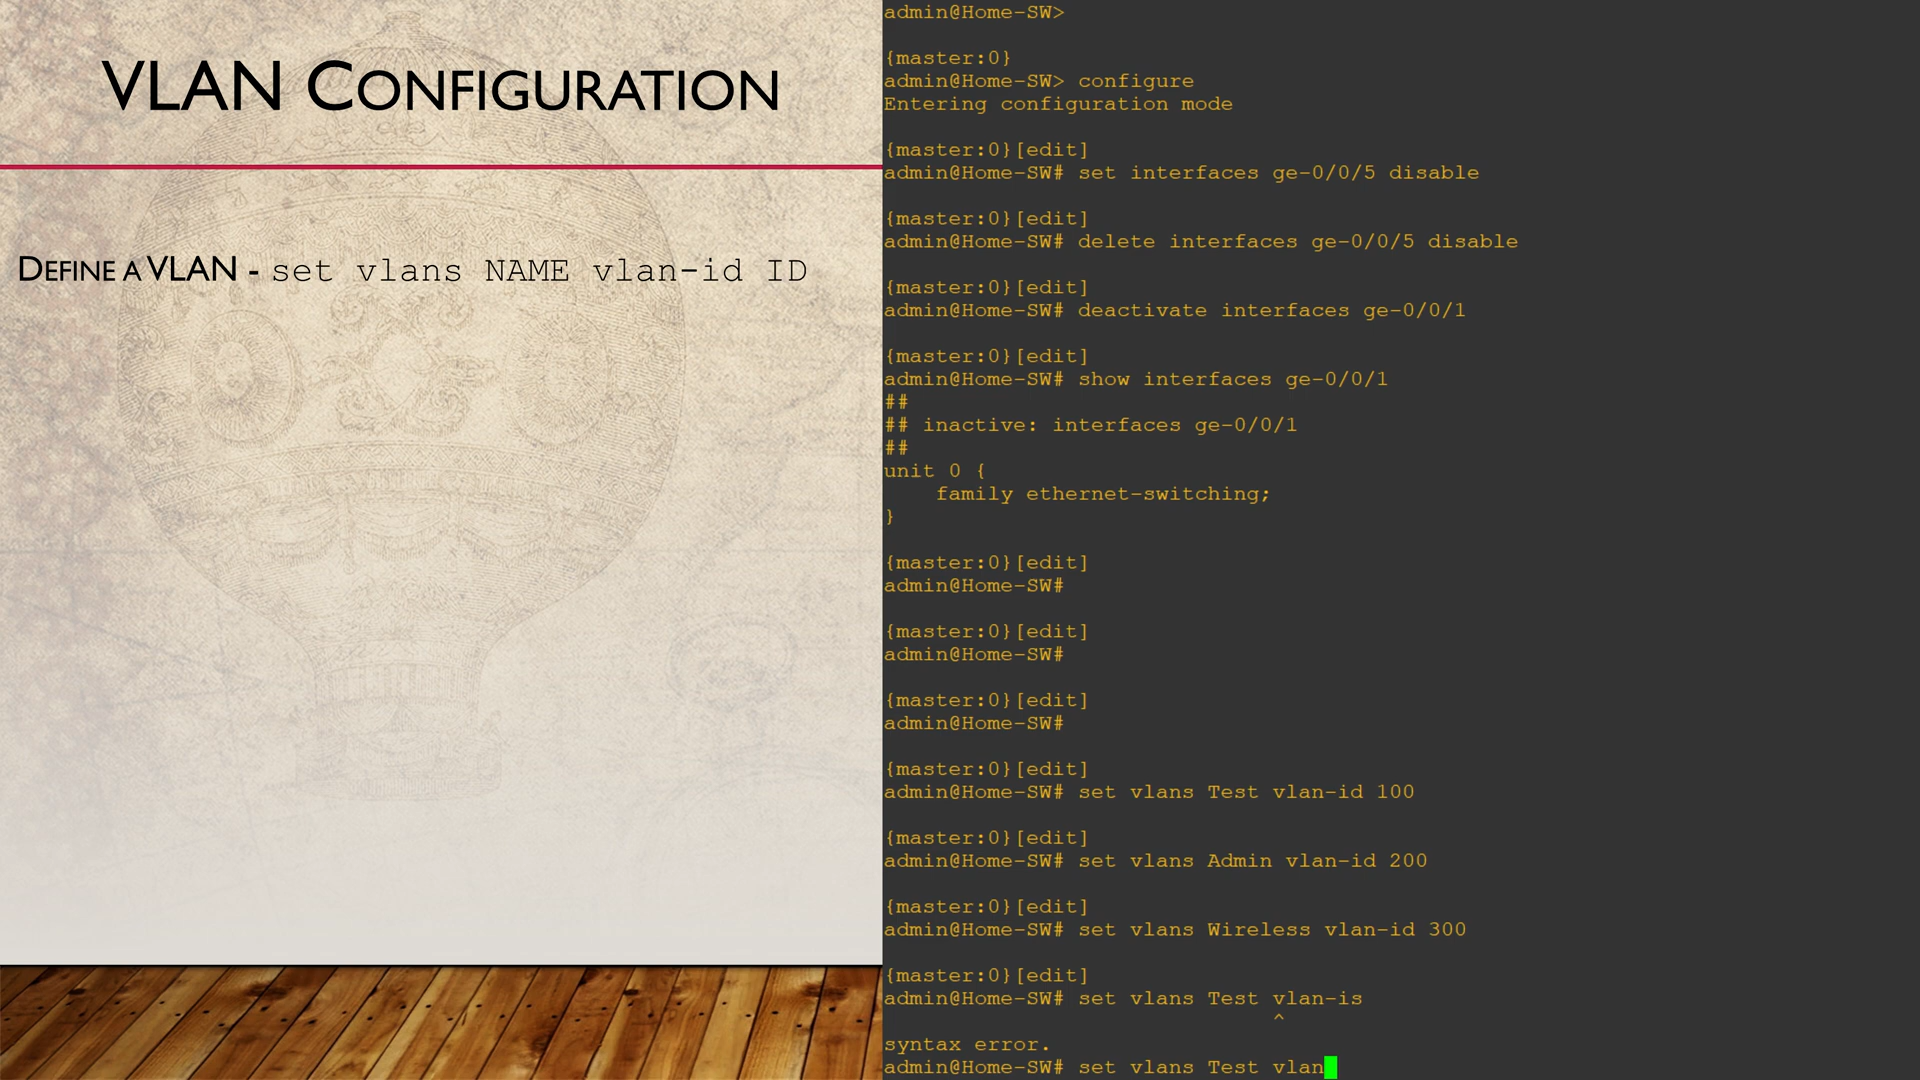 VLAN CONFIGURATION
DEFINE A VLAN - set vlans NAME vlan-id ID
admin@Home-SW>
{master:0}
admin@Home-SW> configure
Entering configuration mode
{master:0}[edit]
admin@Home-SW# set interfaces ge-0/0/5 disable
{master:0}[edit]
admin@Home-SW# delete interfaces ge-0/0/5 disable
{master:0}[edit]
admin@Home-SW# deactivate interfaces ge-0/0/1
{master:0}[edit]
admin@Home-SW# show interfaces ge-0/0/1
##
## inactive: interfaces ge-0/0/1
##
unit 0 {
    family ethernet-switching;
}
{master:0}[edit]
admin@Home-SW#
{master:0}[edit]
admin@Home-SW#
{master:0}[edit]
admin@Home-SW#
{master:0}[edit]
admin@Home-SW# set vlans Test vlan-id 100
{master:0}[edit]
admin@Home-SW# set vlans Admin vlan-id 200
{master:0}[edit]
admin@Home-SW# set vlans Wireless vlan-id 300
{master:0}[edit]
admin@Home-SW# set vlans Test vlan-is
^
syntax error.
admin@Home-SW# set vlans Test vlan